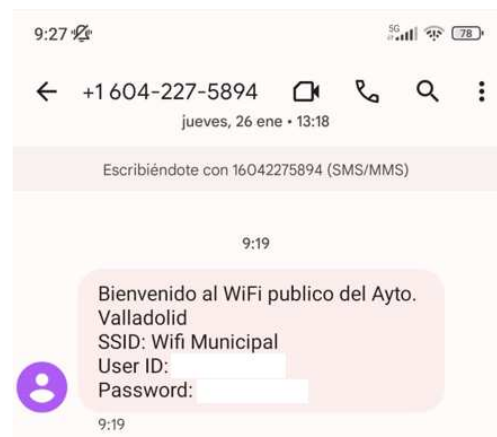 9:27
5G
78
+1 604-227-5894
jueves, 26 ene • 13:18
Escribiéndote con 16042275894 (SMS/MMS)
9:19
Bienvenido al WiFi publico del Ayto.
Valladolid
SSID: Wifi Municipal
User ID:
Password:
9:19